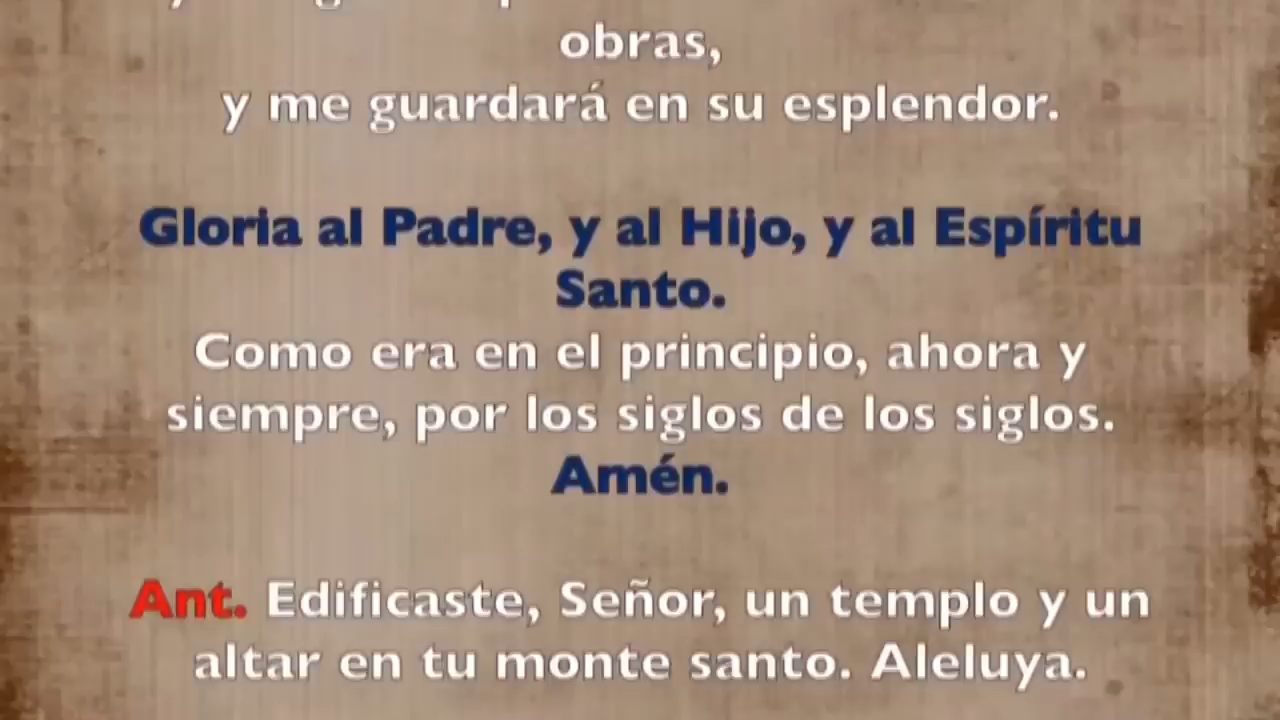 obras,
y me guardará en su esplendor.
Gloria al Padre, y al Hijo, y al Espíritu
Santo.
Como era en el principio, ahora y
siempre, por los siglos de los siglos.
Amén.
Ant. Edificaste, Señor, un templo y un
altar en tu monte santo. Aleluya.